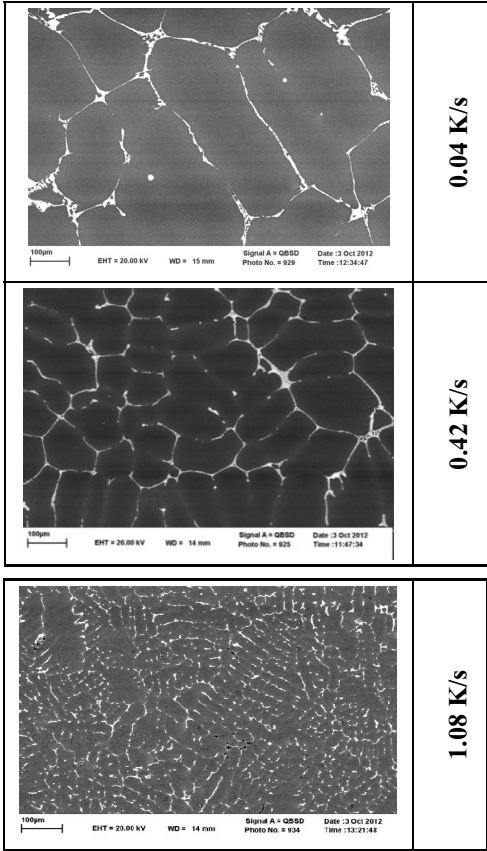 0.04 K/s
100µm
EHT = 20.00 kV WD = 15 mm Signal A = QBSD Date :3 Oct 2012
Photo No. = 929 Time :12:34:47
0.42 K/s
100µm
EHT = 20.00 kV WD = 14 mm Signal A = QBSD Date :3 Oct 2012
Photo No. = 925 Time :11:47:34
1.08 K/s
100µm
EHT = 20.00 kV WD = 14 mm Signal A = QBSD Date :3 Oct 2012
Photo No. = 934 Time :13:21:48